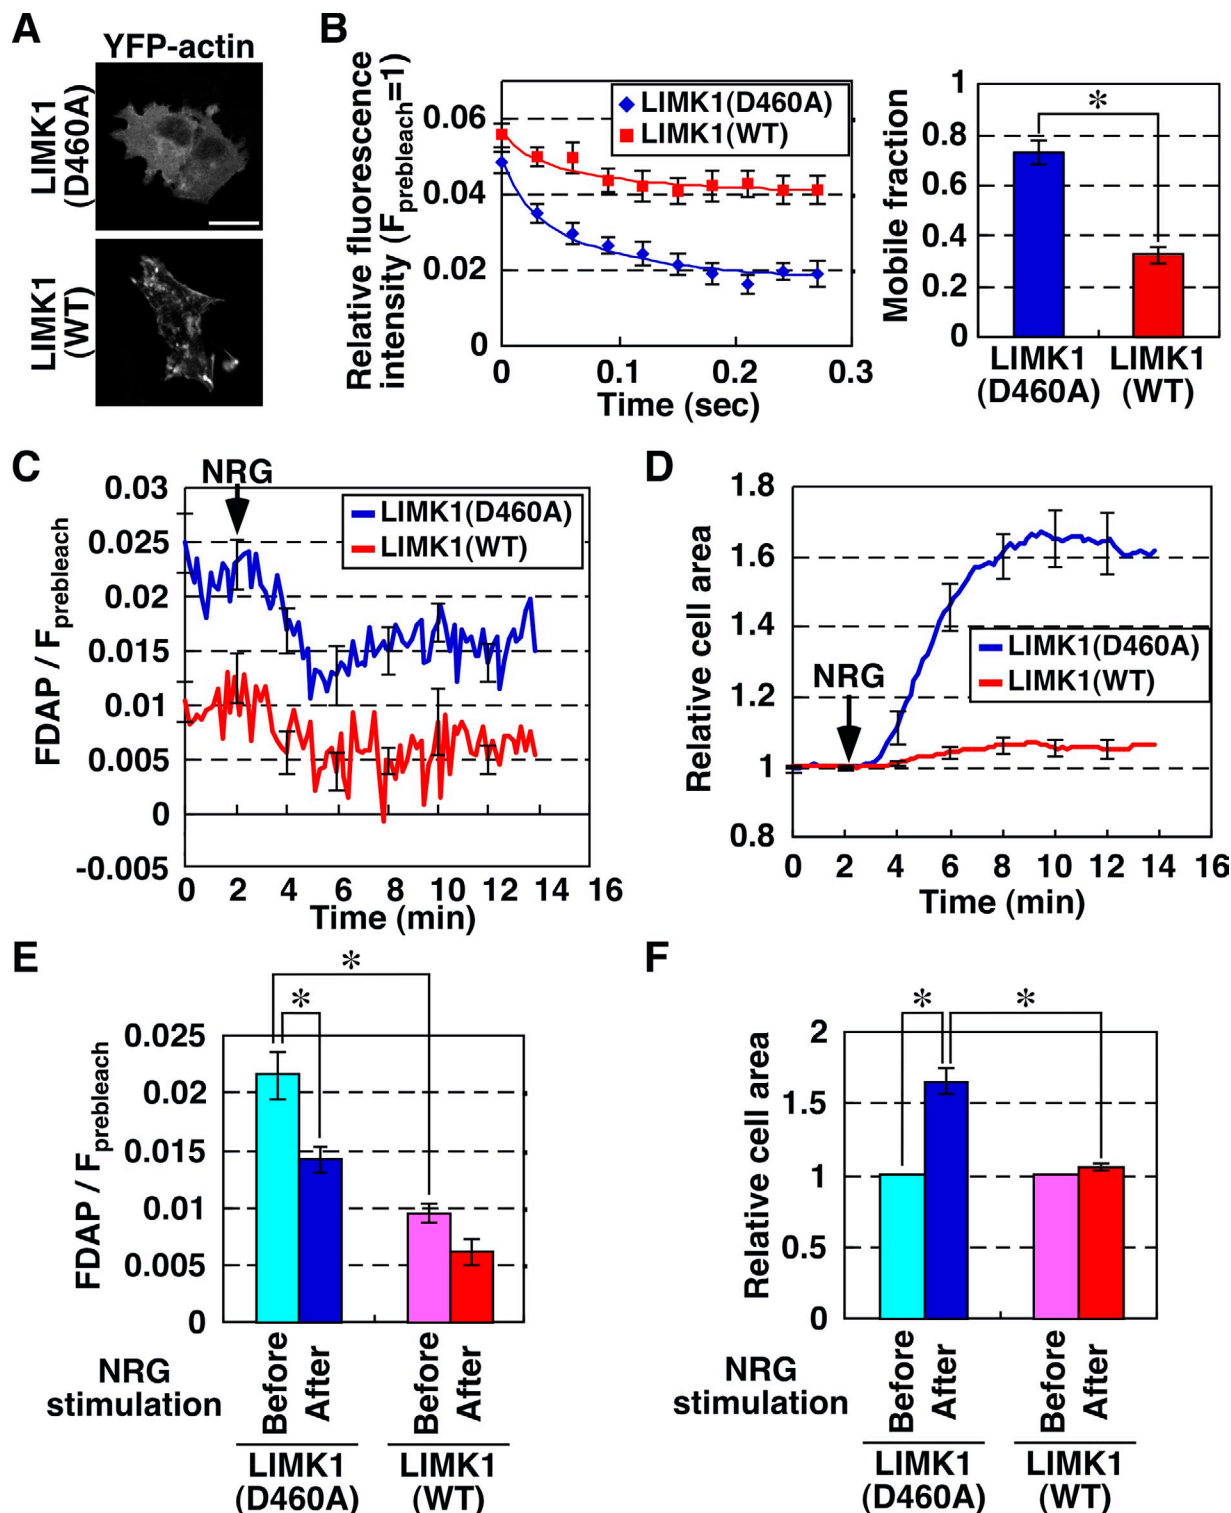 A
YFP-actin
LIMK1
(D460A)
LIMK1
(WT)
B
Relative fluorescence
intensity (Fprebleach=1)
0.06
0.04
0.02
0
LIMK1(D460A)
LIMK1(WT)
0 0.1 0.2 0.3
Time (sec)
Mobile fraction
1
0.8
0.6
0.4
0.2
0
*
LIMK1 LIMK1
(D460A) (WT)
C
NRG
FDAP / Fprebleach
0.03
0.025
0.02
0.015
0.01
0.005
0
-0.005
LIMK1(D460A)
LIMK1(WT)
0 2 4 6 8 10 12 14 16
Time (min)
D
Relative cell area
1.8
1.6
1.4
1.2
1
0.8
LIMK1(D460A)
LIMK1(WT)
NRG
0 2 4 6 8 10 12 14 16
Time (min)
E
*
*
FDAP / Fprebleach
0.025
0.02
0.015
0.01
0.005
0
NRG
stimulation
Before
After
Before
After
LIMK1 LIMK1
(D460A) (WT)
F
* *
Relative cell area
2
1.5
1
0.5
0
NRG
stimulation
Before
After
Before
After
LIMK1 LIMK1
(D460A) (WT)